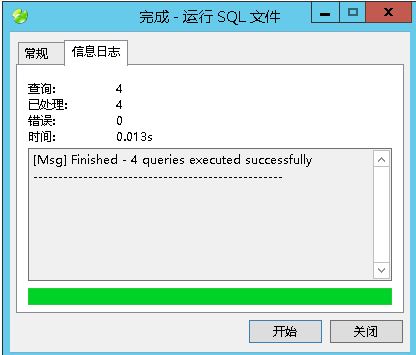 完成 - 运行 SQL 文件
常规 信息日志
查询: 4
已处理: 4
错误: 0
时间: 0.013s
[Msg] Finished - 4 queries executed successfully
--------------------------------------------------
开始 关闭